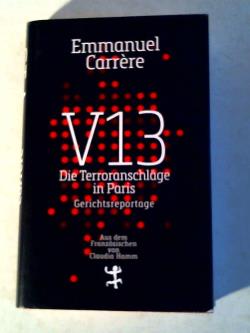 Emmanuel
Carrère
V13
Die Terroranschläge
in Paris
Gerichtsreportage
Aus dem
Französischen
von
Claudia Hamm